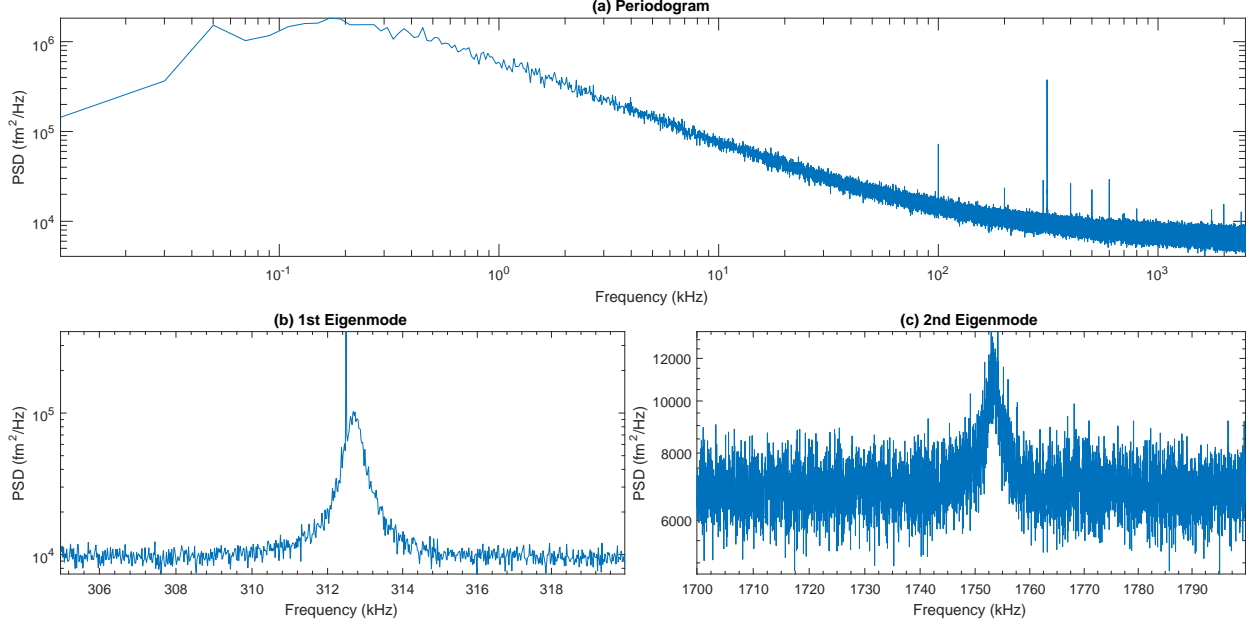 (a) Periodogram
PSD (fm²/Hz)
10⁶
10⁵
10⁴
10⁻¹ 10⁰ 10¹ 10² 10³
Frequency (kHz)
(b) 1st Eigenmode
PSD (fm²/Hz)
10⁵
10⁴
306 308 310 312 314 316 318
Frequency (kHz)
(c) 2nd Eigenmode
PSD (fm²/Hz)
12000
10000
8000
6000
1700 1710 1720 1730 1740 1750 1760 1770 1780 1790
Frequency (kHz)